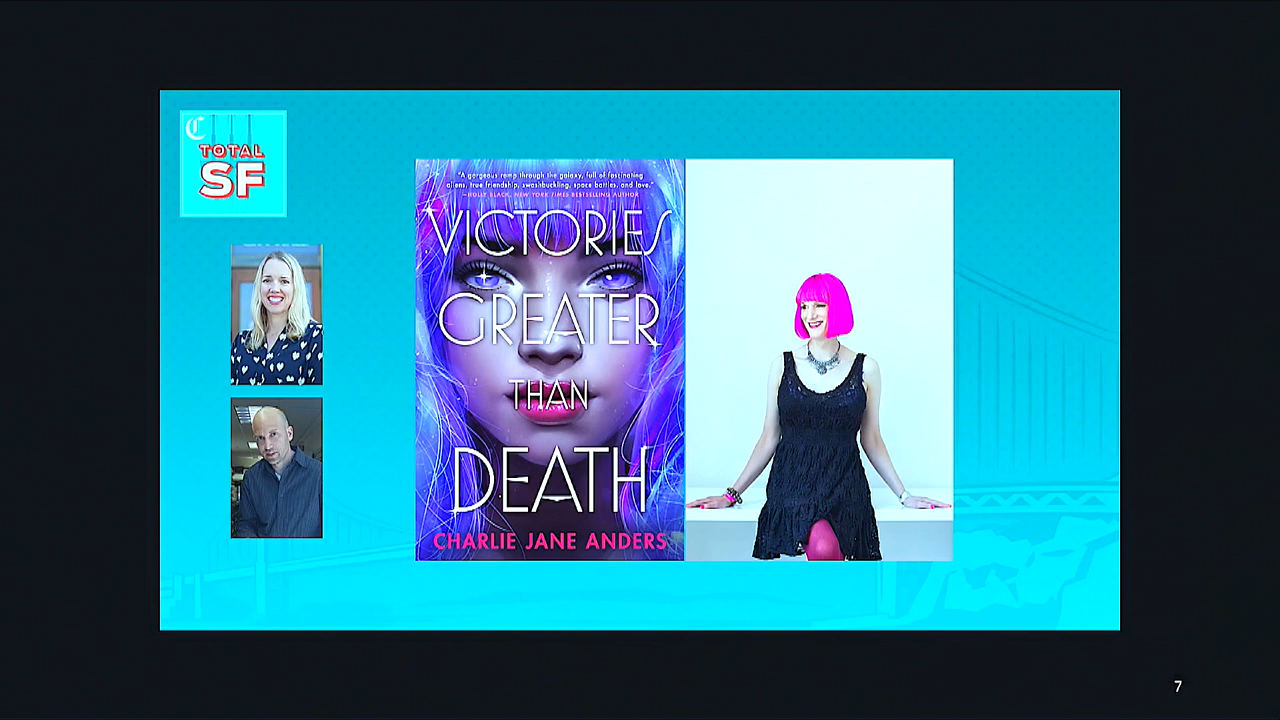 C
TOTAL
SF
"A gorgeous romp through the galaxy, full of fascinating
aliens, true friendship, swashbuckling, space battles, and love."
—HOLLY BLACK, NEW YORK TIMES BESTSELLING AUTHOR
VICTORIES
GREATER
THAN
DEATH
CHARLIE JANE ANDERS
7